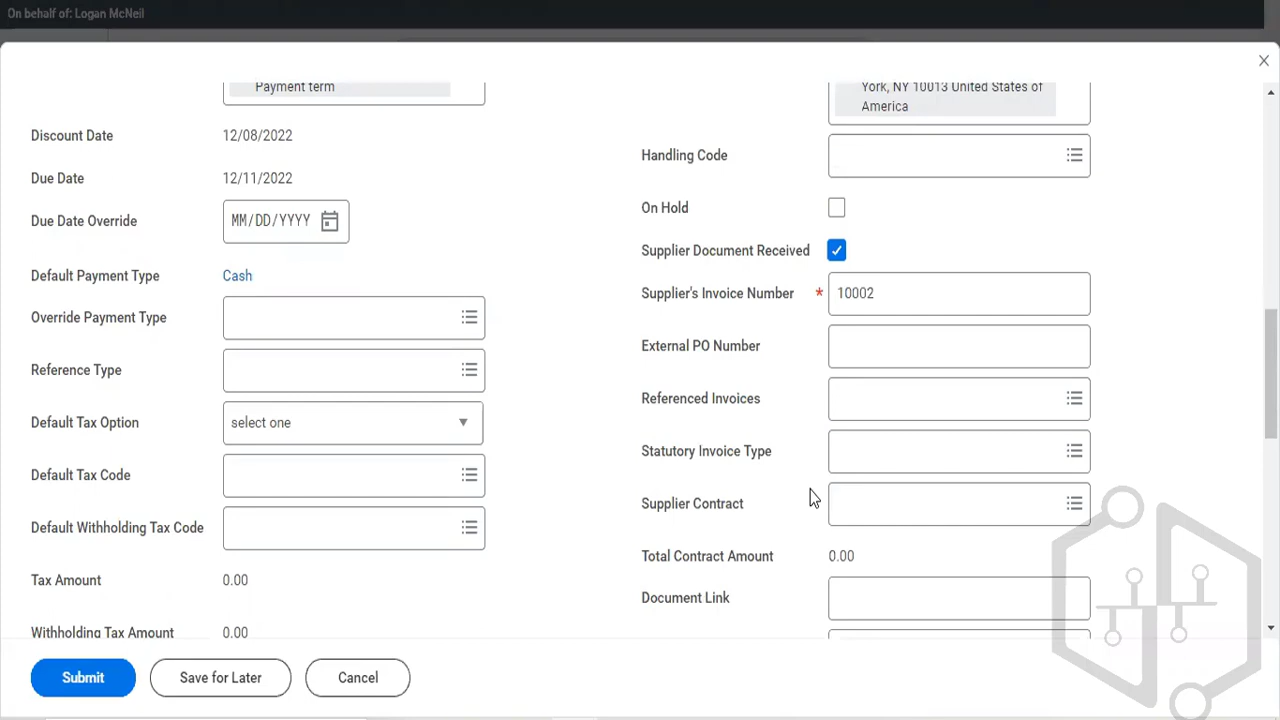 On behalf of: Logan McNeil
Payment term
Discount Date 12/08/2022
Due Date 12/11/2022
Due Date Override MM/DD/YYYY
Default Payment Type Cash
Override Payment Type
Reference Type
Default Tax Option select one
Default Tax Code
Default Withholding Tax Code
Tax Amount 0.00
Withholding Tax Amount 0.00
York, NY 10013 United States of
America
Handling Code
On Hold
Supplier Document Received
Supplier's Invoice Number * 10002
External PO Number
Referenced Invoices
Statutory Invoice Type
Supplier Contract
Total Contract Amount 0.00
Document Link
Submit Save for Later Cancel